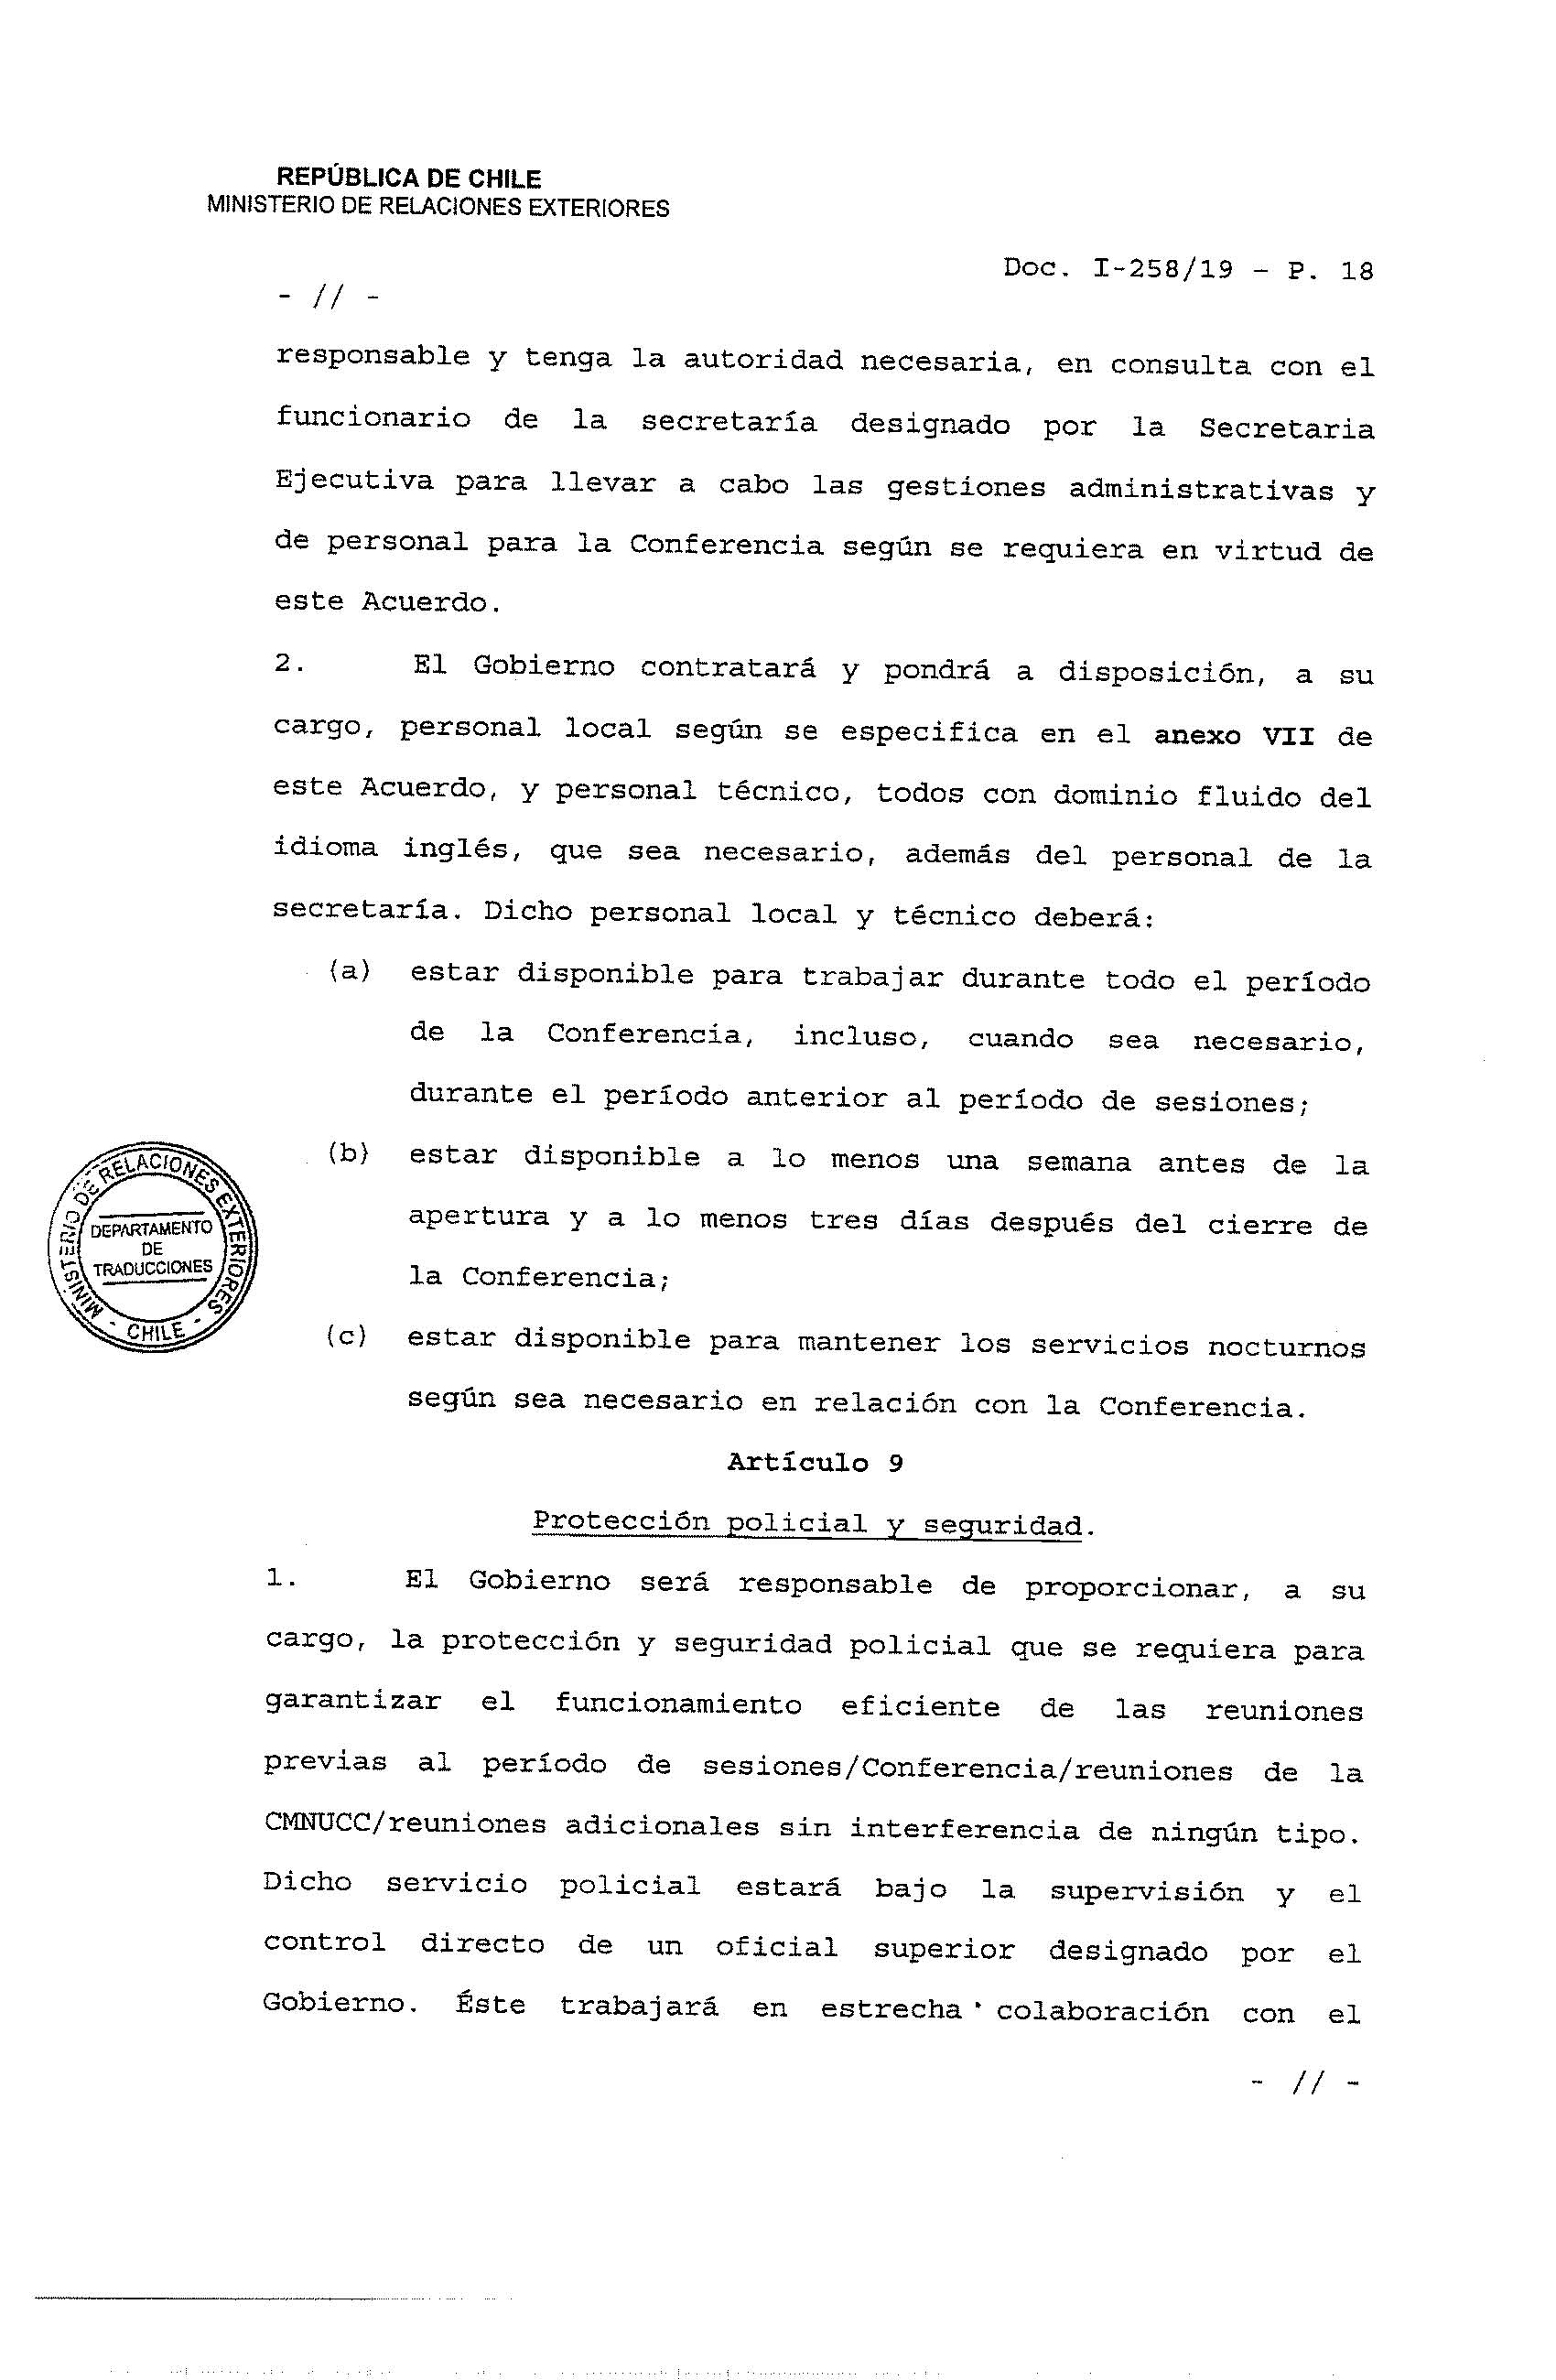 REPÚBLICA DE CHILE
MINISTERIO DE RELACIONES EXTERIORES
Doc. I-258/19 - P. 18
- // -
responsable y tenga la autoridad necesaria, en consulta con el
funcionario de la secretaría designado por la Secretaria
Ejecutiva para llevar a cabo las gestiones administrativas y
de personal para la Conferencia según se requiera en virtud de
este Acuerdo.
2. El Gobierno contratará y pondrá a disposición, a su
cargo, personal local según se especifica en el anexo VII de
este Acuerdo, y personal técnico, todos con dominio fluido del
idioma inglés, que sea necesario, además del personal de la
secretaría. Dicho personal local y técnico deberá:
(a) estar disponible para trabajar durante todo el período
de la Conferencia, incluso, cuando sea necesario,
durante el período anterior al período de sesiones;
(b) estar disponible a lo menos una semana antes de la
apertura y a lo menos tres días después del cierre de
la Conferencia;
(c) estar disponible para mantener los servicios nocturnos
según sea necesario en relación con la Conferencia.
MINISTERIO DE RELACIONES EXTERIORES
DEPARTAMENTO
DE
TRADUCCIONES
- CHILE -
Artículo 9
Protección policial y seguridad.
1. El Gobierno será responsable de proporcionar, a su
cargo, la protección y seguridad policial que se requiera para
garantizar el funcionamiento eficiente de las reuniones
previas al período de sesiones/Conferencia/reuniones de la
CMNUCC/reuniones adicionales sin interferencia de ningún tipo.
Dicho servicio policial estará bajo la supervisión y el
control directo de un oficial superior designado por el
Gobierno. Éste trabajará en estrecha colaboración con el
- // -